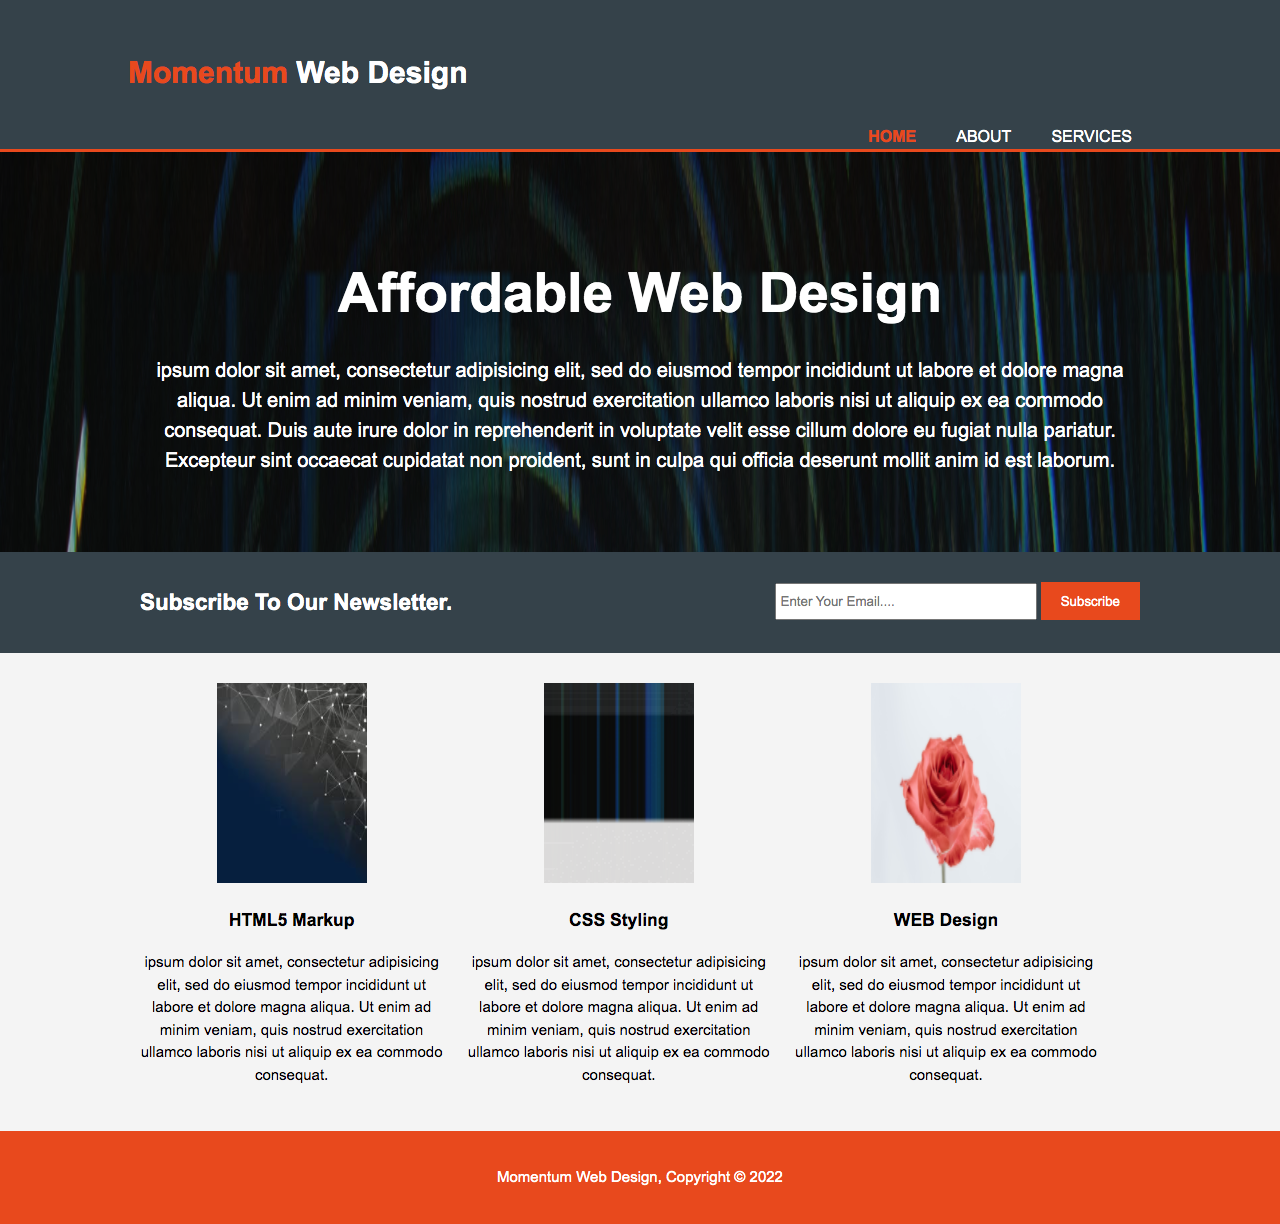 Momentum Web Design
HOME ABOUT SERVICES
Affordable Web Design
ipsum dolor sit amet, consectetur adipisicing elit, sed do eiusmod tempor incididunt ut labore et dolore magna
aliqua. Ut enim ad minim veniam, quis nostrud exercitation ullamco laboris nisi ut aliquip ex ea commodo
consequat. Duis aute irure dolor in reprehenderit in voluptate velit esse cillum dolore eu fugiat nulla pariatur.
Excepteur sint occaecat cupidatat non proident, sunt in culpa qui officia deserunt mollit anim id est laborum.
Subscribe To Our Newsletter.
Enter Your Email....
Subscribe
HTML5 Markup
ipsum dolor sit amet, consectetur adipisicing
elit, sed do eiusmod tempor incididunt ut
labore et dolore magna aliqua. Ut enim ad
minim veniam, quis nostrud exercitation
ullamco laboris nisi ut aliquip ex ea commodo
consequat.
CSS Styling
ipsum dolor sit amet, consectetur adipisicing
elit, sed do eiusmod tempor incididunt ut
labore et dolore magna aliqua. Ut enim ad
minim veniam, quis nostrud exercitation
ullamco laboris nisi ut aliquip ex ea commodo
consequat.
WEB Design
ipsum dolor sit amet, consectetur adipisicing
elit, sed do eiusmod tempor incididunt ut
labore et dolore magna aliqua. Ut enim ad
minim veniam, quis nostrud exercitation
ullamco laboris nisi ut aliquip ex ea commodo
consequat.
Momentum Web Design, Copyright © 2022